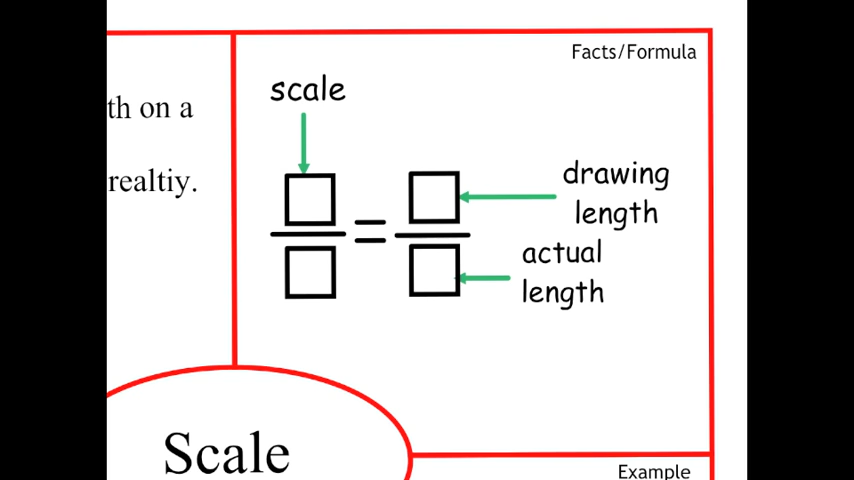 th on a
realtiy.
Facts/Formula
scale
=
drawing
length
actual
length
Scale
Example